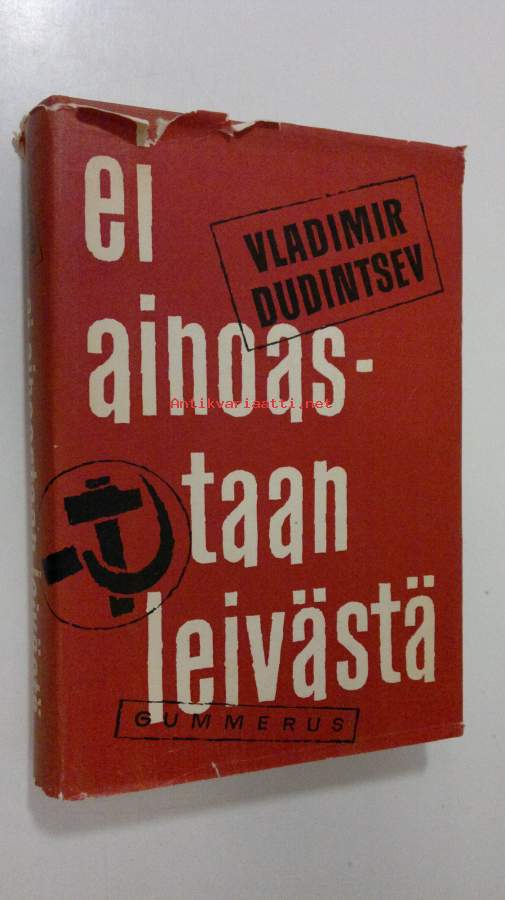 ei
VLADIMIR
DUDINTSEV
ainoas-
Antikvariaatti.net
taan
leivästä
GUMMERUS